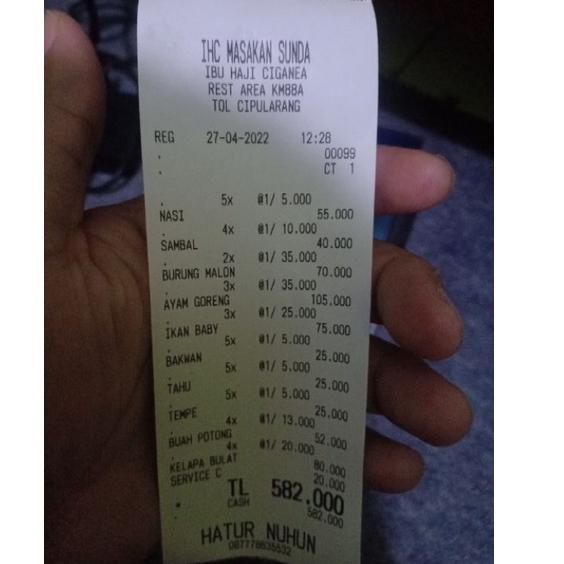 IHC MASAKAN SUNDA
IBU HAJI CIGANEA
REST AREA KM88A
TOL CIPULARANG
REG 27-04-2022 12:28
. 00099
. CT 1
. 5x @1/ 5.000
NASI 55.000
. 4x @1/ 10.000
SAMBAL 40.000
. 2x @1/ 35.000
BURUNG MALON 70.000
. 3x @1/ 35.000
AYAM GORENG 105.000
. 3x @1/ 25.000
IKAN BABY 75.000
. 5x @1/ 5.000
BAKWAN 25.000
. 5x @1/ 5.000
TAHU 25.000
. 5x @1/ 5.000
TEMPE 25.000
. 4x @1/ 13.000
BUAH POTONG 52.000
. 4x @1/ 20.000
KELAPA BULAT 80.000
SERVICE C 20.000
* TL 582.000
. CASH 582.000
HATUR NUHUN
087778635532